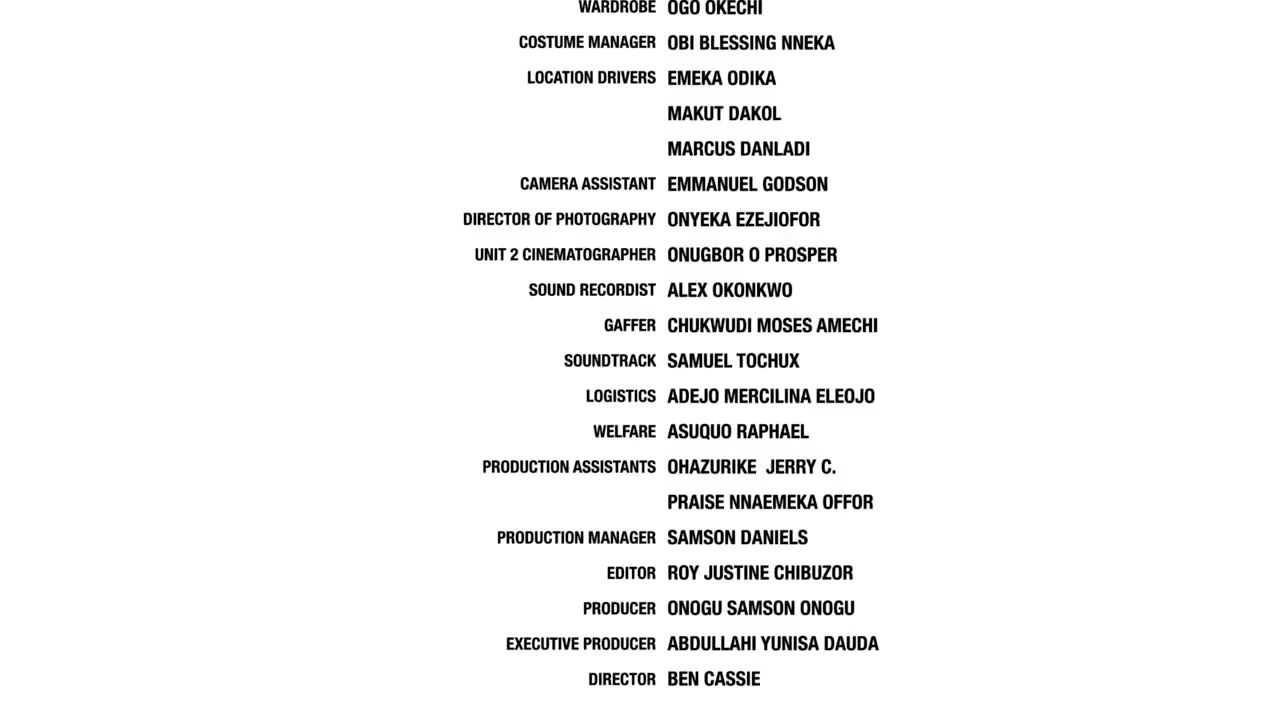 WARDROBE OGO OKECHI
COSTUME MANAGER OBI BLESSING NNEKA
LOCATION DRIVERS EMEKA ODIKA
MAKUT DAKOL
MARCUS DANLADI
CAMERA ASSISTANT EMMANUEL GODSON
DIRECTOR OF PHOTOGRAPHY ONYEKA EZEJIOFOR
UNIT 2 CINEMATOGRAPHER ONUGBOR O PROSPER
SOUND RECORDIST ALEX OKONKWO
GAFFER CHUKWUDI MOSES AMECHI
SOUNDTRACK SAMUEL TOCHUX
LOGISTICS ADEJO MERCILINA ELEOJO
WELFARE ASUQUO RAPHAEL
PRODUCTION ASSISTANTS OHAZURIKE  JERRY C.
PRAISE NNAEMEKA OFFOR
PRODUCTION MANAGER SAMSON DANIELS
EDITOR ROY JUSTINE CHIBUZOR
PRODUCER ONOGU SAMSON ONOGU
EXECUTIVE PRODUCER ABDULLAHI YUNISA DAUDA
DIRECTOR BEN CASSIE